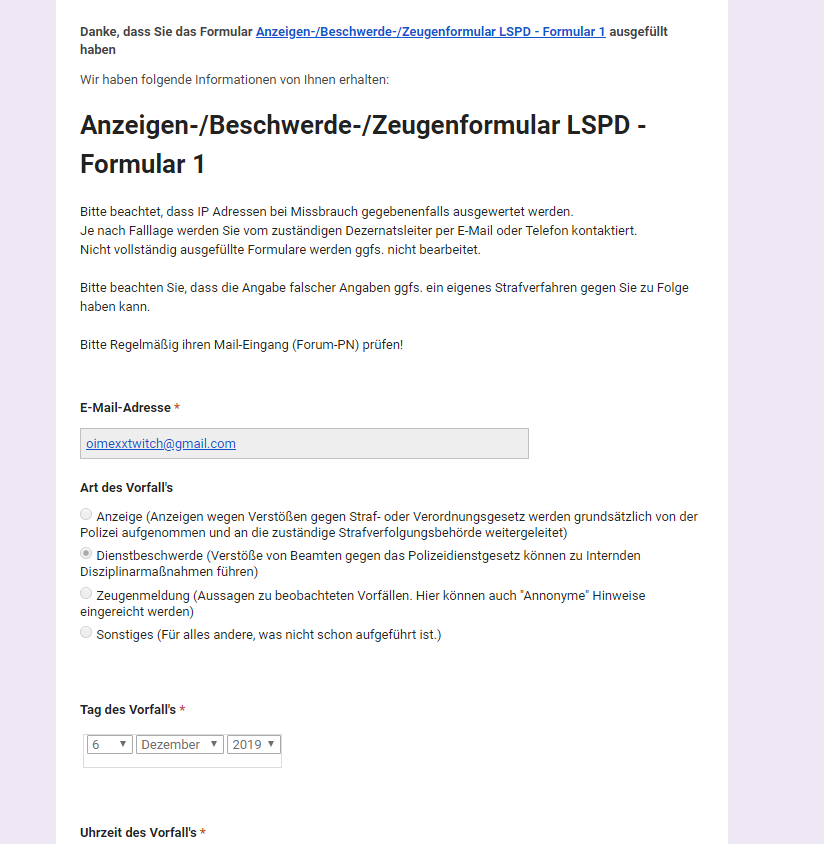 Danke, dass Sie das Formular Anzeigen-/Beschwerde-/Zeugenformular LSPD - Formular 1 ausgefüllt
haben
Wir haben folgende Informationen von Ihnen erhalten:
Anzeigen-/Beschwerde-/Zeugenformular LSPD -
Formular 1
Bitte beachtet, dass IP Adressen bei Missbrauch gegebenenfalls ausgewertet werden.
Je nach Falllage werden Sie vom zuständigen Dezernatsleiter per E-Mail oder Telefon kontaktiert.
Nicht vollständig ausgefüllte Formulare werden ggfs. nicht bearbeitet.
Bitte beachten Sie, dass die Angabe falscher Angaben ggfs. ein eigenes Strafverfahren gegen Sie zu Folge
haben kann.
Bitte Regelmäßig ihren Mail-Eingang (Forum-PN) prüfen!
E-Mail-Adresse *
oimexxtwitch@gmail.com
Art des Vorfall's
Anzeige (Anzeigen wegen Verstößen gegen Straf- oder Verordnungsgesetz werden grundsätzlich von der
Polizei aufgenommen und an die zuständige Strafverfolgungsbehörde weitergeleitet)
Dienstbeschwerde (Verstöße von Beamten gegen das Polizeidienstgesetz können zu Internden
Disziplinarmaßnahmen führen)
Zeugenmeldung (Aussagen zu beobachteten Vorfällen. Hier können auch "Annonyme" Hinweise
eingereicht werden)
Sonstiges (Für alles andere, was nicht schon aufgeführt ist.)
Tag des Vorfall's *
6 Dezember 2019
Uhrzeit des Vorfall's *